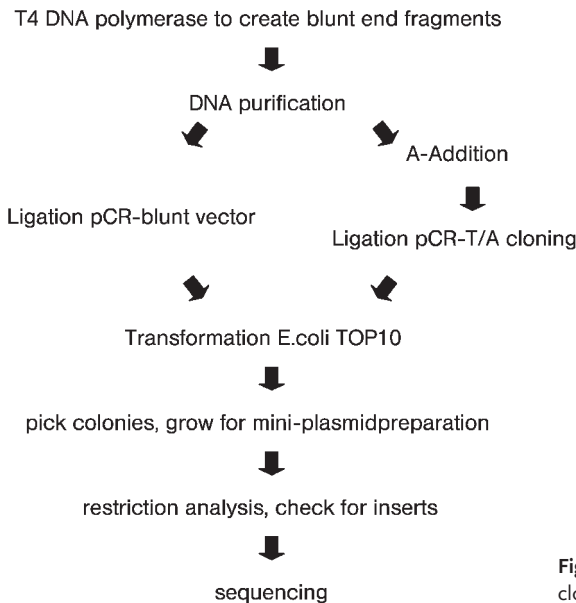 T4 DNA polymerase to create blunt end fragments
DNA purification
A-Addition
Ligation pCR-blunt vector
Ligation pCR-T/A cloning
Transformation E.coli TOP10
pick colonies, grow for mini-plasmidpreparation
restriction analysis, check for inserts
sequencing